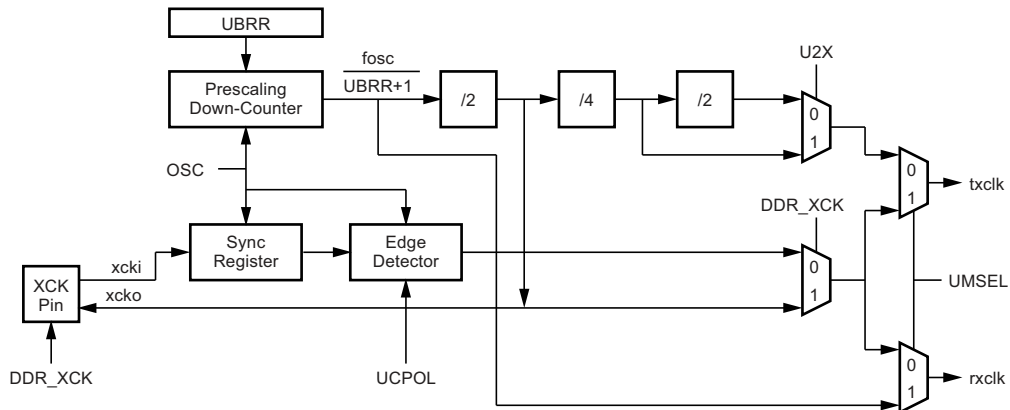 UBRR
fosc
UBRR+1
U2X
Prescaling
Down-Counter
/2
/4
/2
0
1
OSC
0
1
txclk
DDR_XCK
Sync
Register
Edge
Detector
xcki
0
1
XCK
Pin
xcko
UMSEL
DDR_XCK
UCPOL
0
1
rxclk